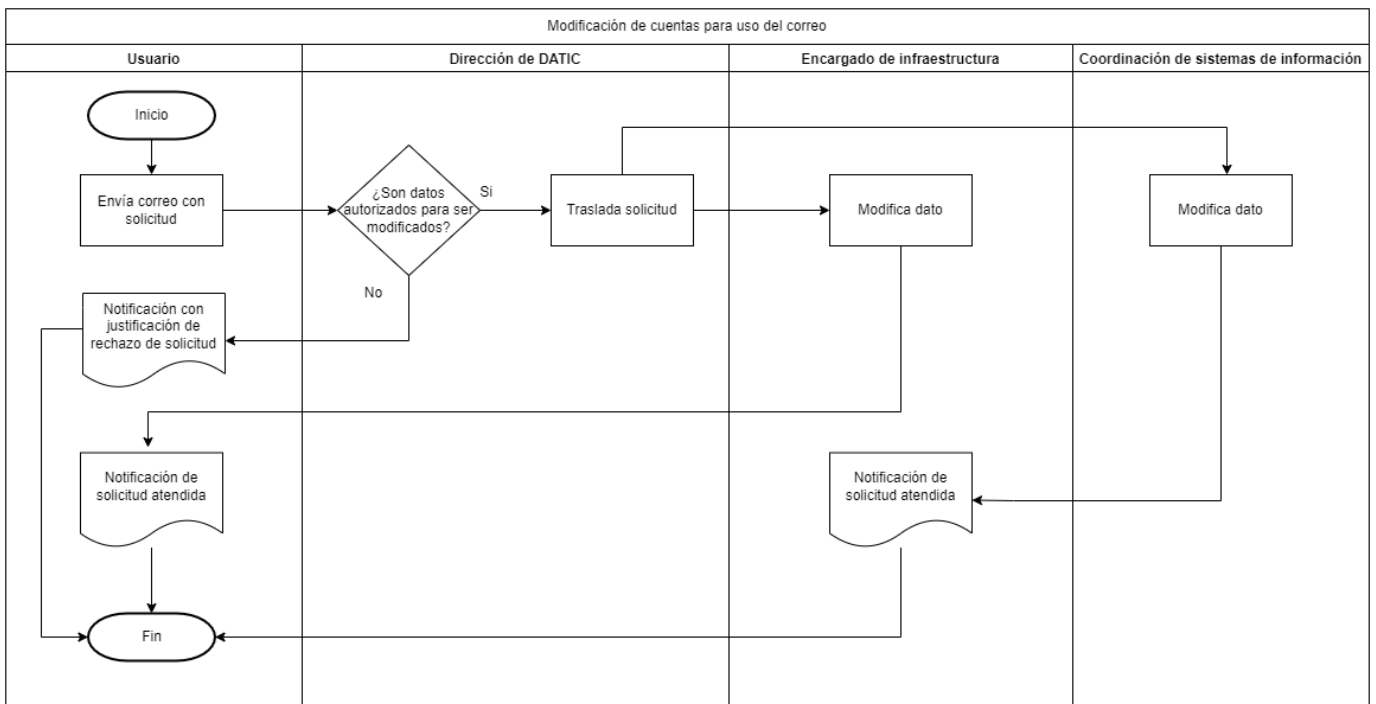 Modificación de cuentas para uso del correo
Usuario
Dirección de DATIC
Encargado de infraestructura
Coordinación de sistemas de información
Inicio
Envía correo con
solicitud
¿Son datos
autorizados para ser
modificados?
Si
Traslada solicitud
Modifica dato
Modifica dato
No
Notificación con
justificación de
rechazo de solicitud
Notificación de
solicitud atendida
Notificación de
solicitud atendida
Fin